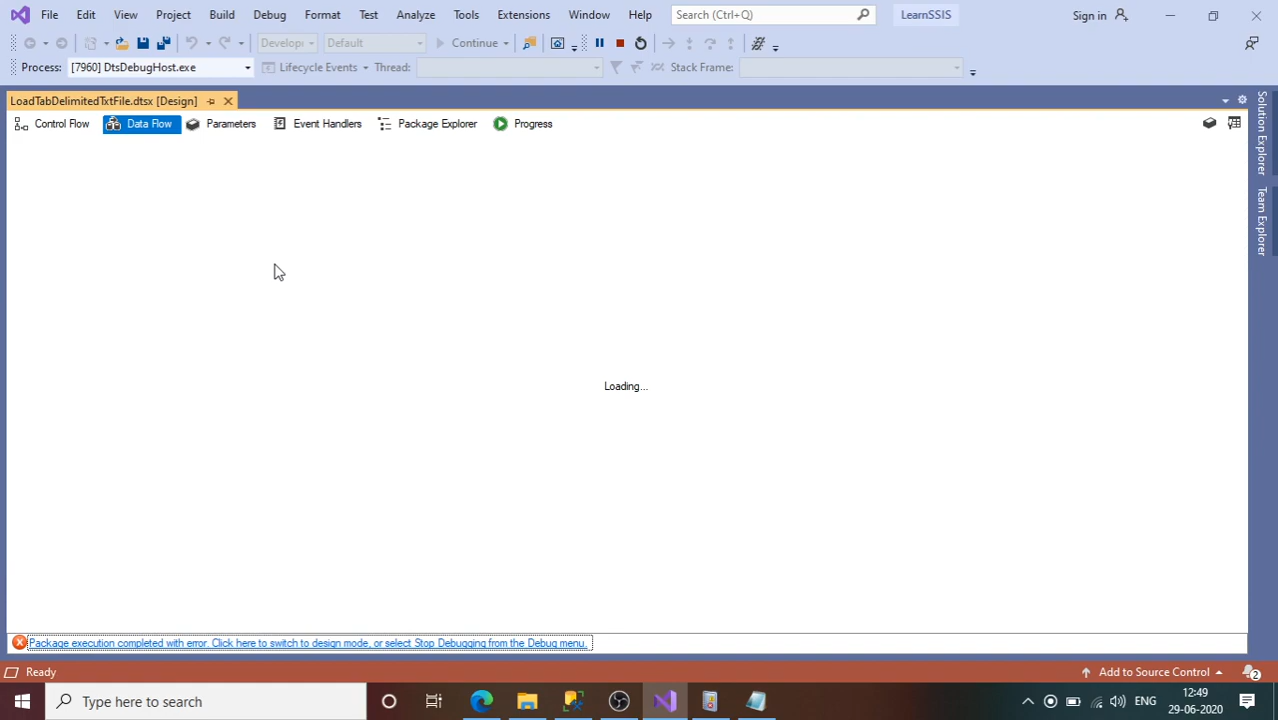 File Edit View Project Build Debug Format Test Analyze Tools Extensions Window Help Search (Ctrl+Q) LearnSSIS Sign in
Develop Default Continue
Process: [7960] DtsDebugHost.exe Lifecycle Events Thread: Stack Frame:
LoadTabDelimitedTxtFile.dtsx [Design]
Control Flow Data Flow Parameters Event Handlers Package Explorer Progress
Solution Explorer
Team Explorer
Loading...
Package execution completed with error. Click here to switch to design mode, or select Stop Debugging from the Debug menu.
Ready Add to Source Control 2
Type here to search ENG 12:49
29-06-2020